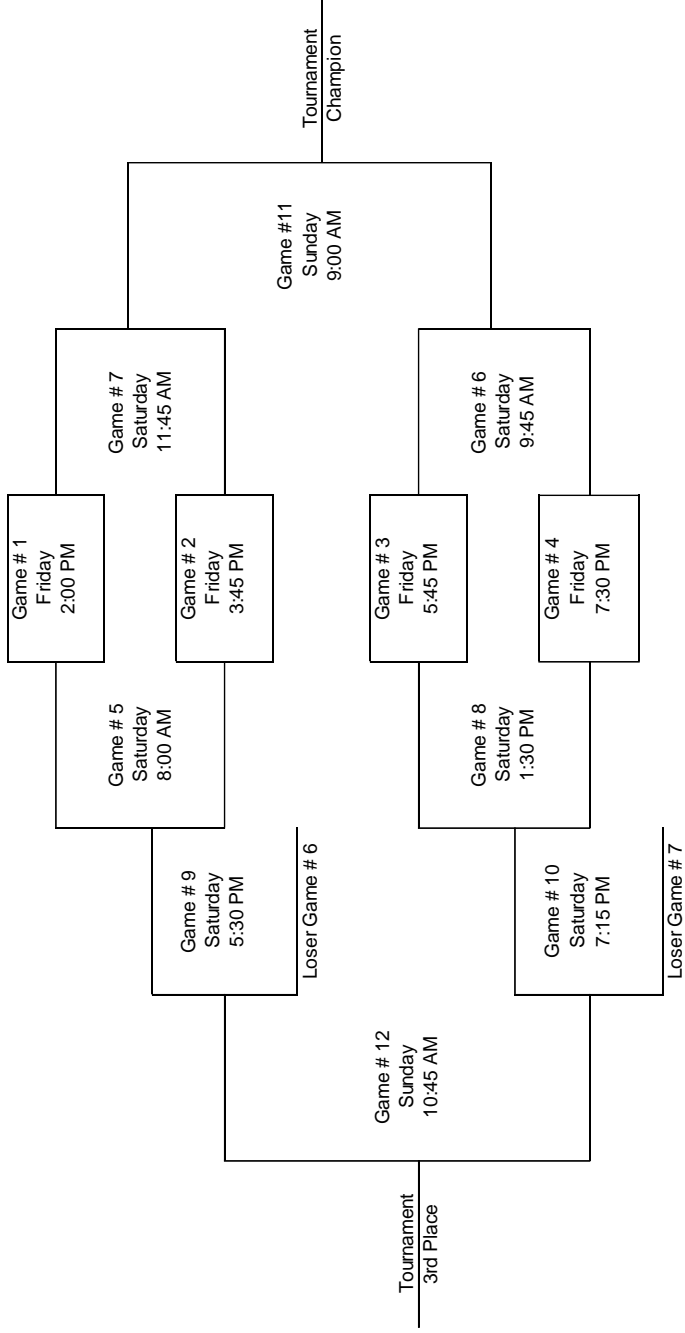 Tournament
Champion
Game #11
Sunday
9:00 AM
Game # 7
Saturday
11:45 AM
Game # 6
Saturday
9:45 AM
Game # 1
Friday
2:00 PM
Game # 2
Friday
3:45 PM
Game # 3
Friday
5:45 PM
Game # 4
Friday
7:30 PM
Game # 5
Saturday
8:00 AM
Game # 8
Saturday
1:30 PM
Game # 9
Saturday
5:30 PM
Loser Game # 6
Game # 10
Saturday
7:15 PM
Loser Game # 7
Game # 12
Sunday
10:45 AM
Tournament
3rd Place